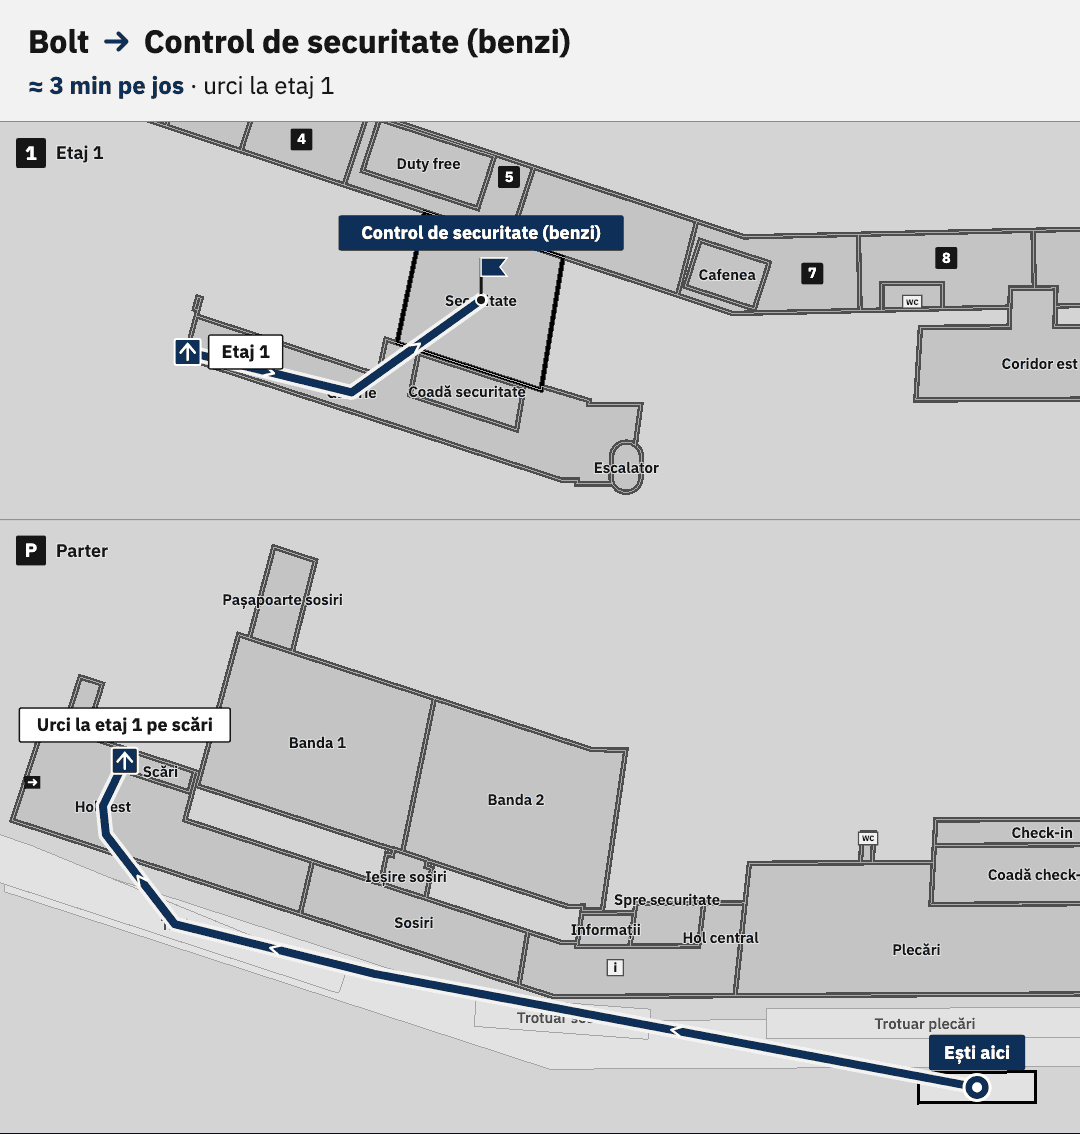 Bolt → Control de securitate (benzi)
≈ 3 min pe jos · urci la etaj 1
1 Etaj 1
4
Duty free
5
Control de securitate (benzi)
Cafenea
7
8
WC
Securitate
Etaj 1
Coridor est
Coadă securitate
Escalator
P Parter
Pașapoarte sosiri
Urci la etaj 1 pe scări
Scări
Banda 1
Banda 2
WC
Check-in
Coadă check-
Ieșire sosiri
Spre securitate
Sosiri
Informații
Hol central
Plecări
i
Trotuar
Trotuar plecări
Ești aici